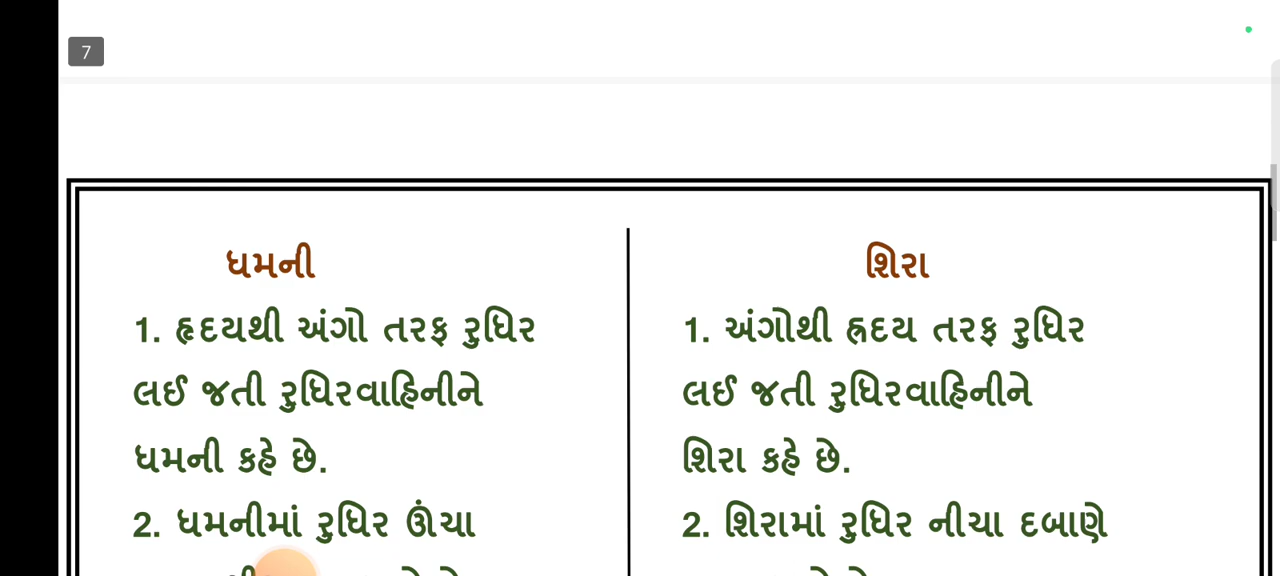 7
ધમની
1. હૃદયથી અંગો તરફ રુધિર
લઈ જતી રુધિરવાહિનીને
ધમની કહે છે.
2. ધમનીમાં રુધિર ઊંચા
શિરા
1. અંગોથી હ્રદય તરફ રુધિર
લઈ જતી રુધિરવાહિનીને
શિરા કહે છે.
2. શિરામાં રુધિર નીચા દબાણે